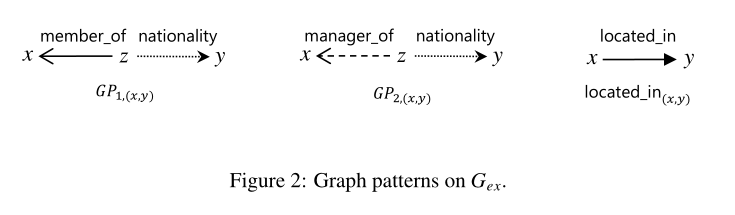 member_of nationality manager_of nationality located_in
x z y x z y x y
GP1,(x,y) GP2,(x,y) located_in(x,y)
Figure 2: Graph patterns on Gex.